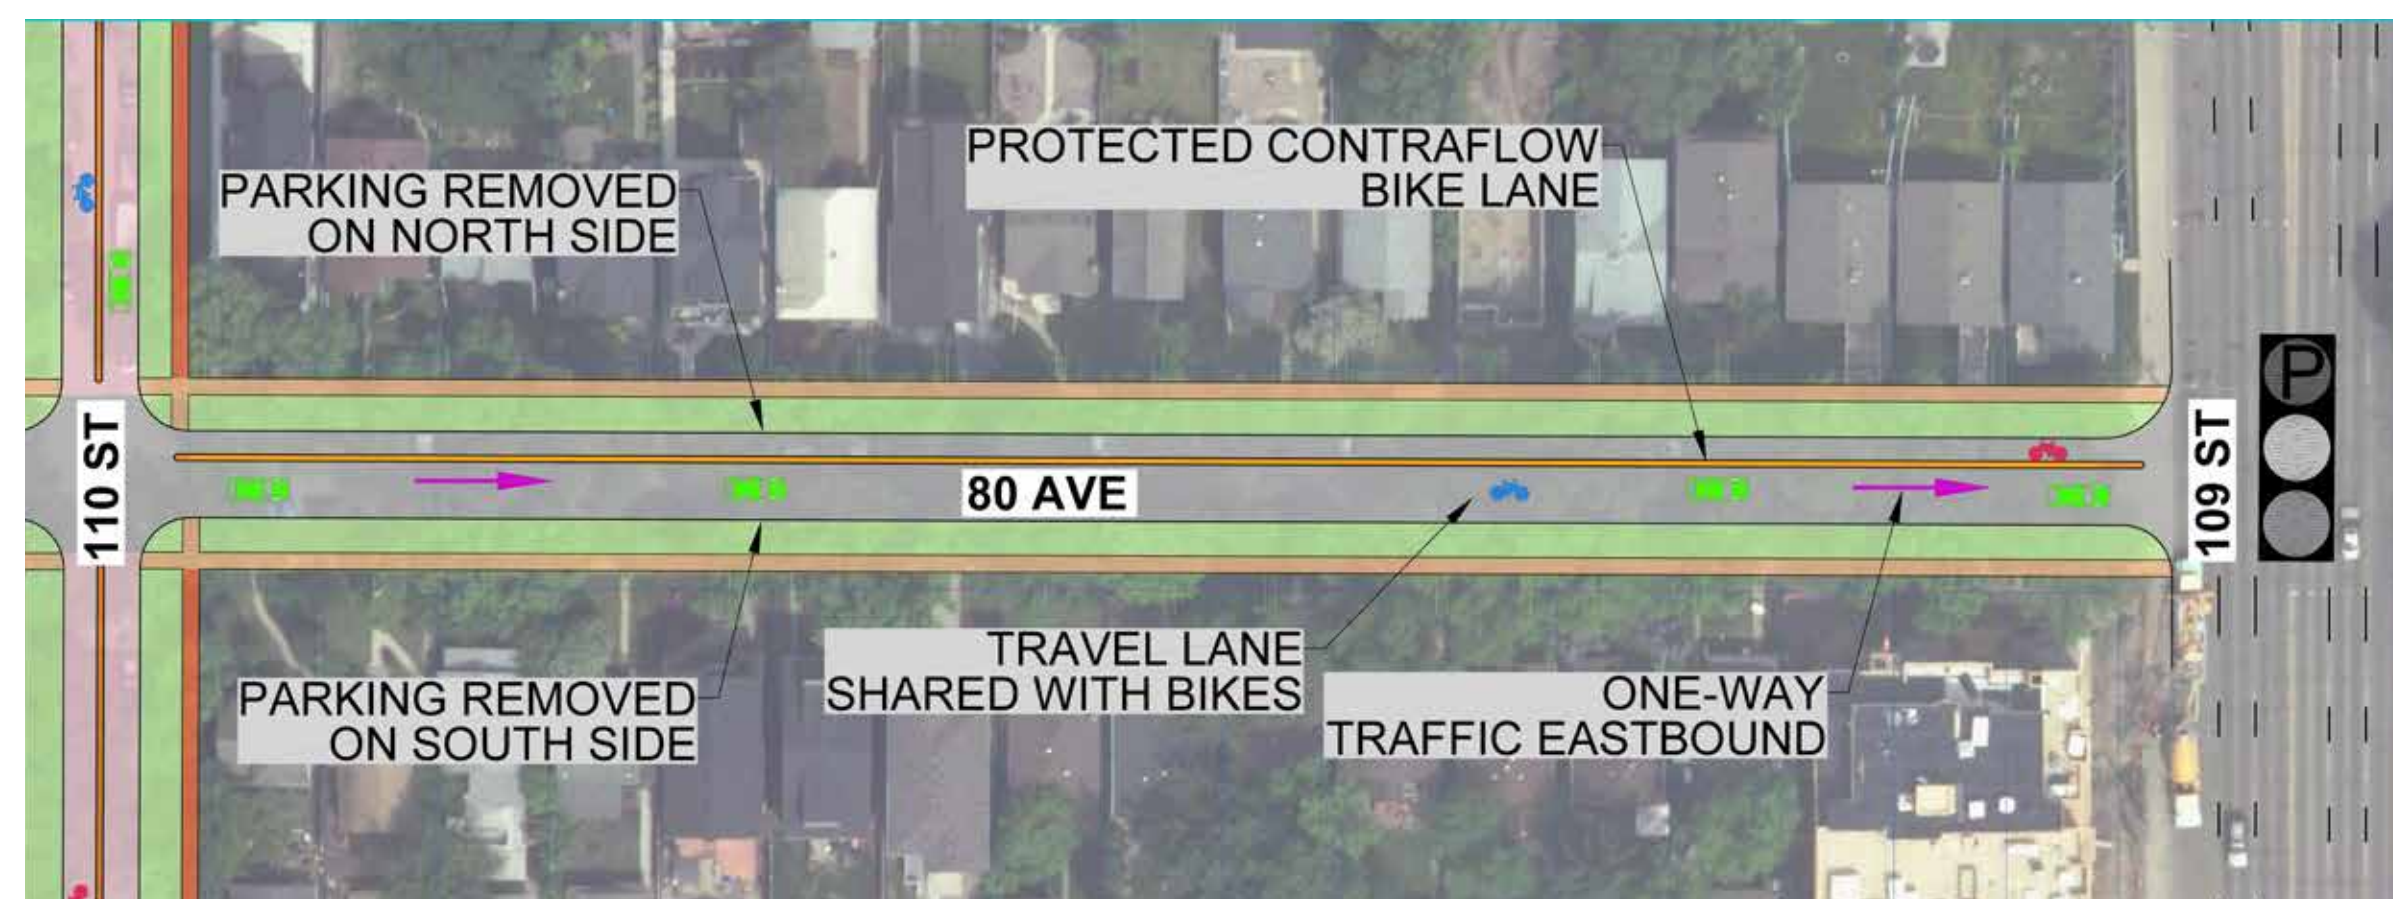 PROTECTED CONTRAFLOW
BIKE LANE
PARKING REMOVED
ON NORTH SIDE
P
110 ST
80 AVE
109 ST
TRAVEL LANE
SHARED WITH BIKES
ONE-WAY
TRAFFIC EASTBOUND
PARKING REMOVED
ON SOUTH SIDE